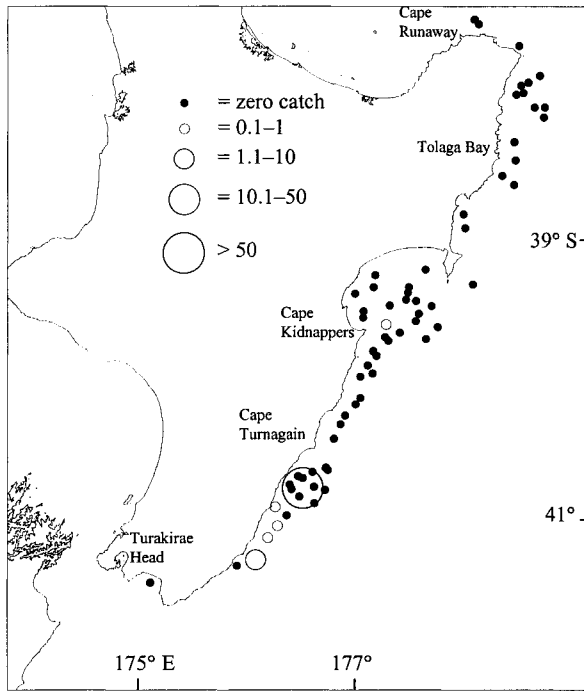 Cape
Runaway
= zero catch
= 0.1–1
= 1.1–10
= 10.1–50
> 50
Tolaga Bay
39° S
Cape
Kidnappers
Cape
Turnagain
41°
Turakirae
Head
175° E
177°